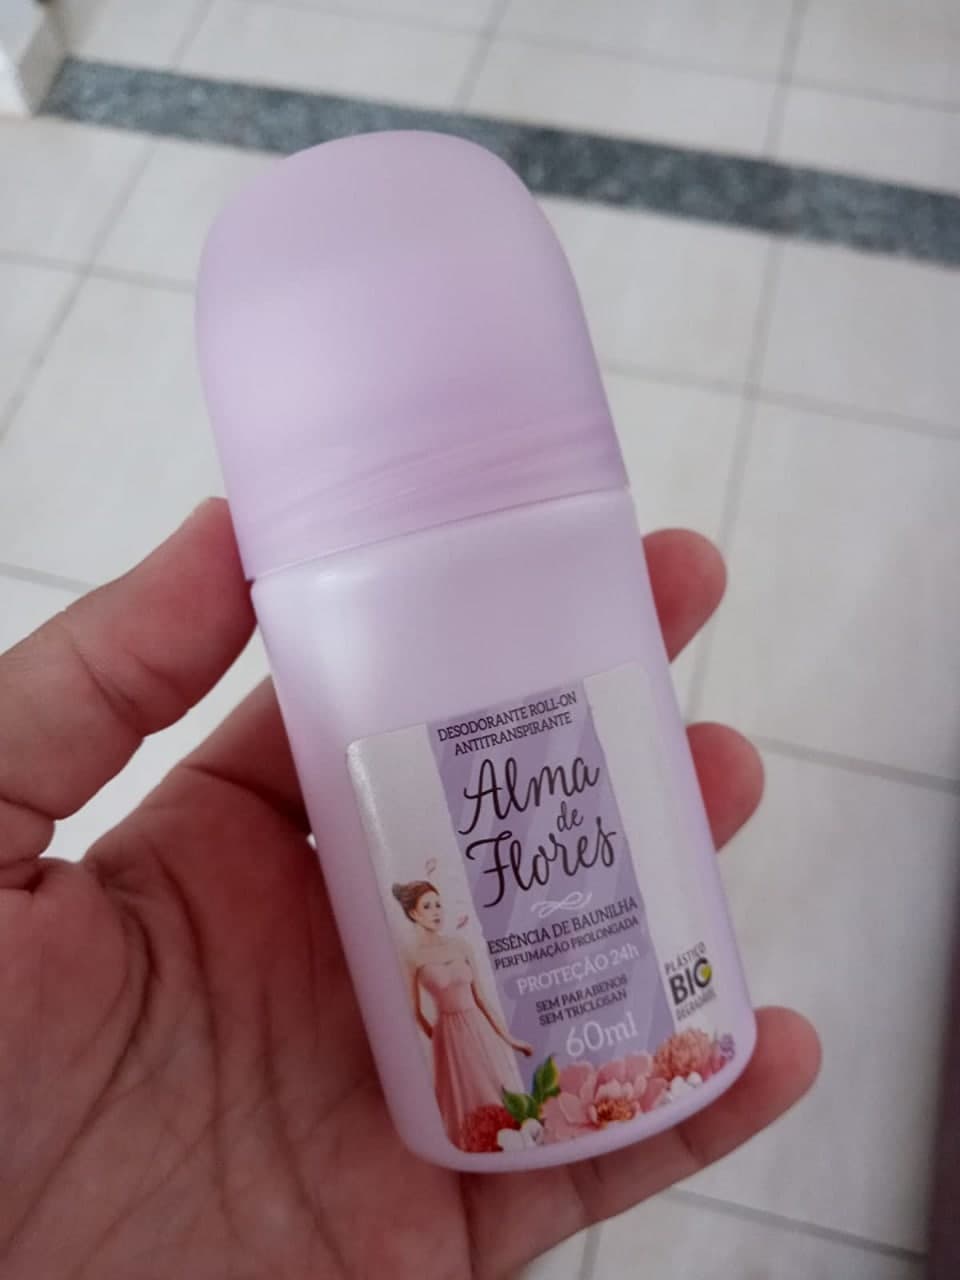 DESODORANTE ROLL-ON
ANTITRANSPIRANTE
Alma
de
Flores
ESSÊNCIA DE BAUNILHA
PERFUMAÇÃO PROLONGADA
PROTEÇÃO 24h
SEM PARABENOS
SEM TRICLOSAN
60ml
PLÁSTICO
BIO
DEGRADÁVEL